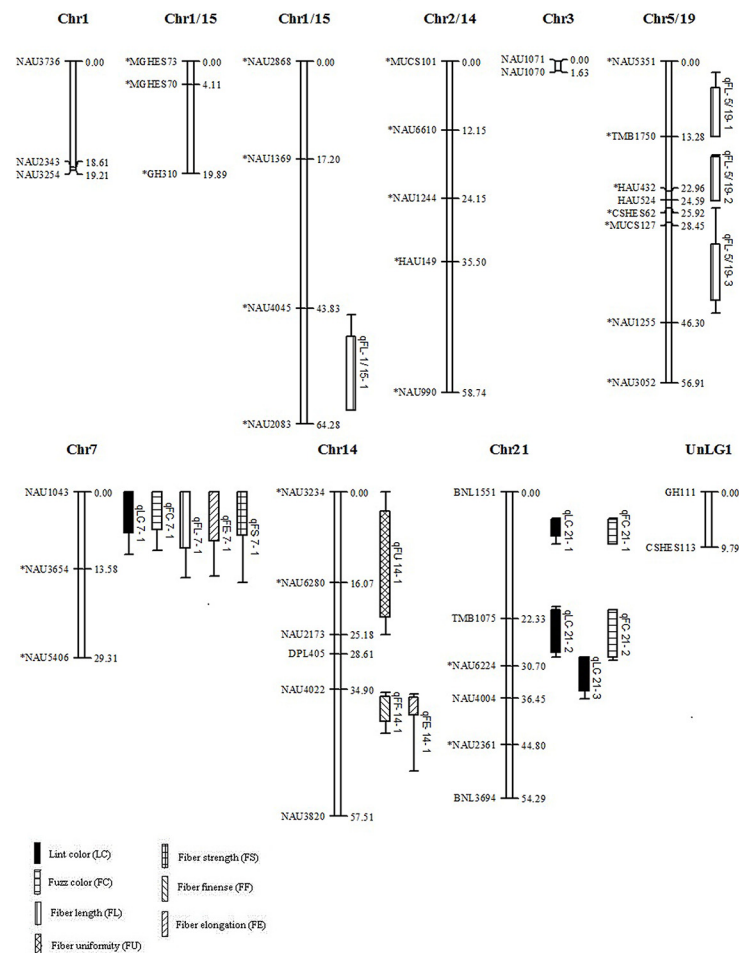 Chr1 Chr1/15 Chr1/15 Chr2/14 Chr3 Chr5/19
NAU3736 0.00
NAU2343 18.61
NAU3254 19.21
*MGHES73 0.00
*MGHES70 4.11
*GH310 19.89
*NAU2868 0.00
*NAU1369 17.20
*NAU4045 43.83
*NAU2083 64.28
qFL-1/15-1
*MUCS101 0.00
*NAU6610 12.15
*NAU1244 24.15
*HAU149 35.50
*NAU990 58.74
NAU1071 0.00
NAU1070 1.63
*NAU5351 0.00
*TMB1750 13.28
*HAU432 22.96
HAU524 24.59
*CSHES62 25.92
*MUCS127 28.45
*NAU1255 46.30
*NAU3052 56.91
qFL-5/19-1
qFL-5/19-2
qFL-5/19-3
Chr7 Chr14 Chr21 UnLG1
NAU1043 0.00
*NAU3654 13.58
*NAU5406 29.31
qLC-7-1
qFC-7-1
qFL-7-1
qFE-7-1
qFS-7-1
*NAU3234 0.00
*NAU6280 16.07
NAU2173 25.18
DPL405 28.61
NAU4022 34.90
NAU3820 57.51
qFU-14-1
qFF-14-1
qFE-14-1
BNL1551 0.00
TMB1075 22.33
*NAU6224 30.70
NAU4004 36.45
*NAU2361 44.80
BNL3694 54.29
qLC-21-1
qFC-21-1
qLC-21-2
qLC-21-3
qFC-21-2
GH111 0.00
CSHES113 9.79
Lint color (LC)
Fuzz color (FC)
Fiber length (FL)
Fiber uniformity (FU)
Fiber strength (FS)
Fiber finense (FF)
Fiber elongation (FE)